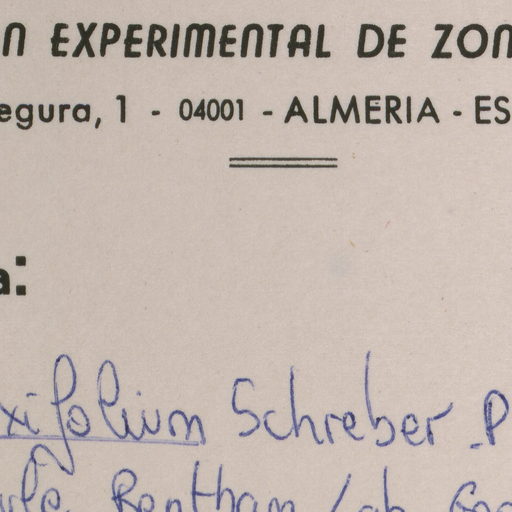 n EXPERIMENTAL DE ZON
egura, 1 - 04001 - ALMERIA - ES
a:
xifolium Schreber P
Bentham